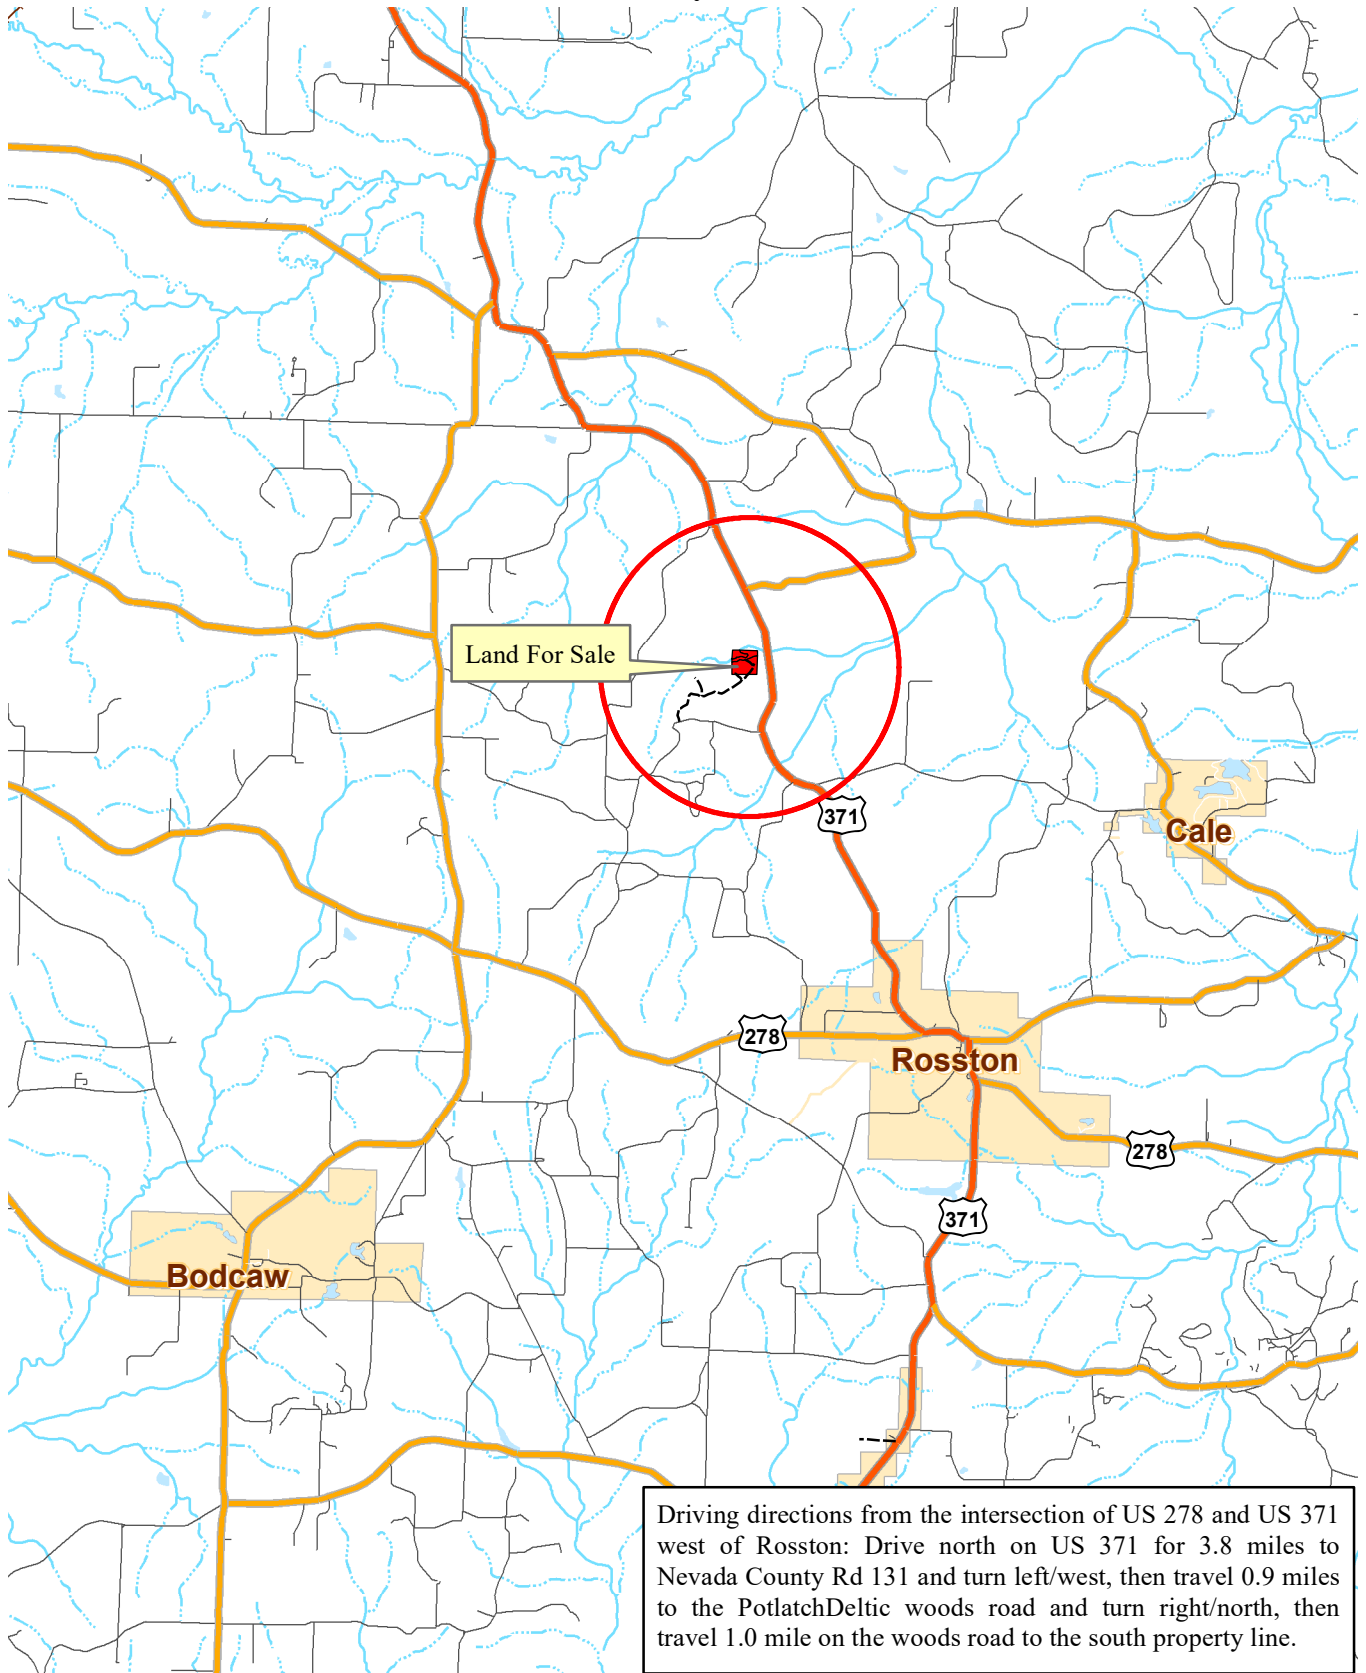 Land For Sale
371
Cale
278
Rosston
278
371
Bodcaw
Driving directions from the intersection of US 278 and US 371
west of Rosston: Drive north on US 371 for 3.8 miles to
Nevada County Rd 131 and turn left/west, then travel 0.9 miles
to the PotlatchDeltic woods road and turn right/north, then
travel 1.0 mile on the woods road to the south property line.